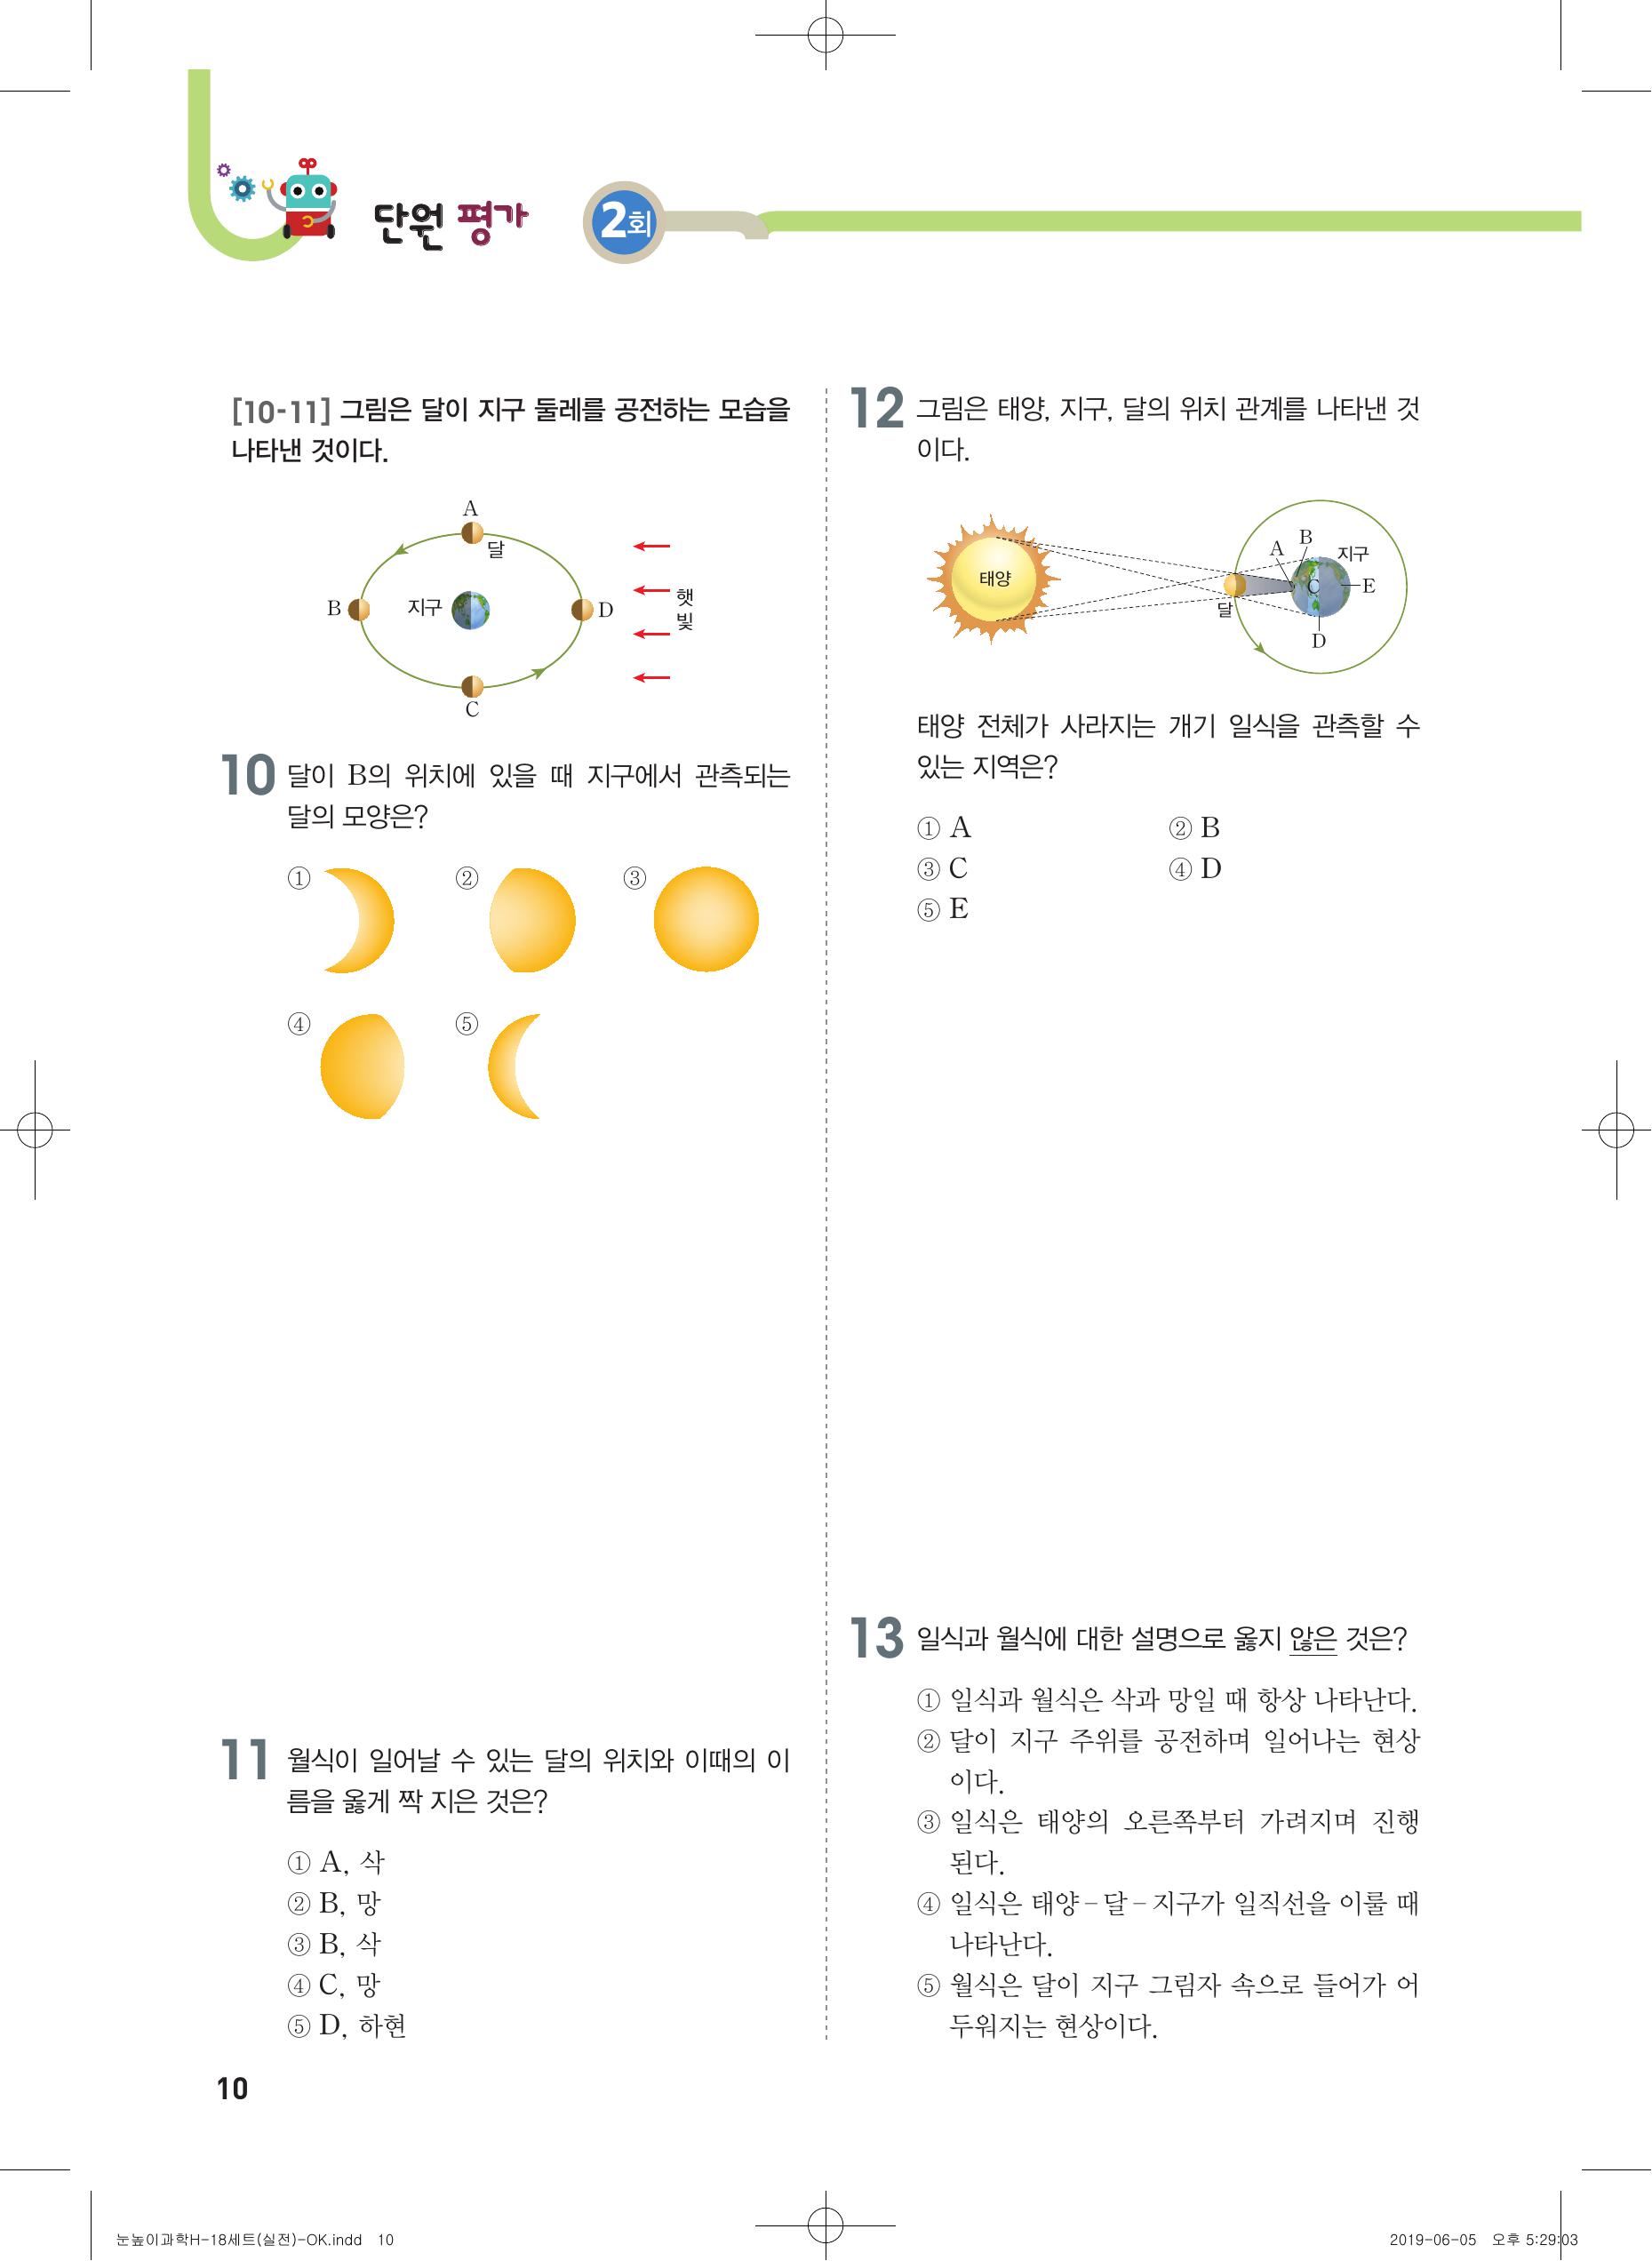 단원 평가 2회
[10-11] 그림은 달이 지구 둘레를 공전하는 모습을
나타낸 것이다.
A
달
B
지구
D
햇
빛
C
10 달이 B의 위치에 있을 때 지구에서 관측되는
달의 모양은?
① ② ③
④ ⑤
11 월식이 일어날 수 있는 달의 위치와 이때의 이
름을 옳게 짝 지은 것은?
① A, 삭
② B, 망
③ B, 삭
④ C, 망
⑤ D, 하현
12 그림은 태양, 지구, 달의 위치 관계를 나타낸 것
이다.
태양
A
B
지구
C
E
달
D
태양 전체가 사라지는 개기 일식을 관측할 수
있는 지역은?
① A ② B
③ C ④ D
⑤ E
13 일식과 월식에 대한 설명으로 옳지 않은 것은?
① 일식과 월식은 삭과 망일 때 항상 나타난다.
② 달이 지구 주위를 공전하며 일어나는 현상
이다.
③ 일식은 태양의 오른쪽부터 가려지며 진행
된다.
④ 일식은 태양-달-지구가 일직선을 이룰 때
나타난다.
⑤ 월식은 달이 지구 그림자 속으로 들어가 어
두워지는 현상이다.
10
눈높이과학H-18세트(실전)-OK.indd 10
2019-06-05 오후 5:29:03